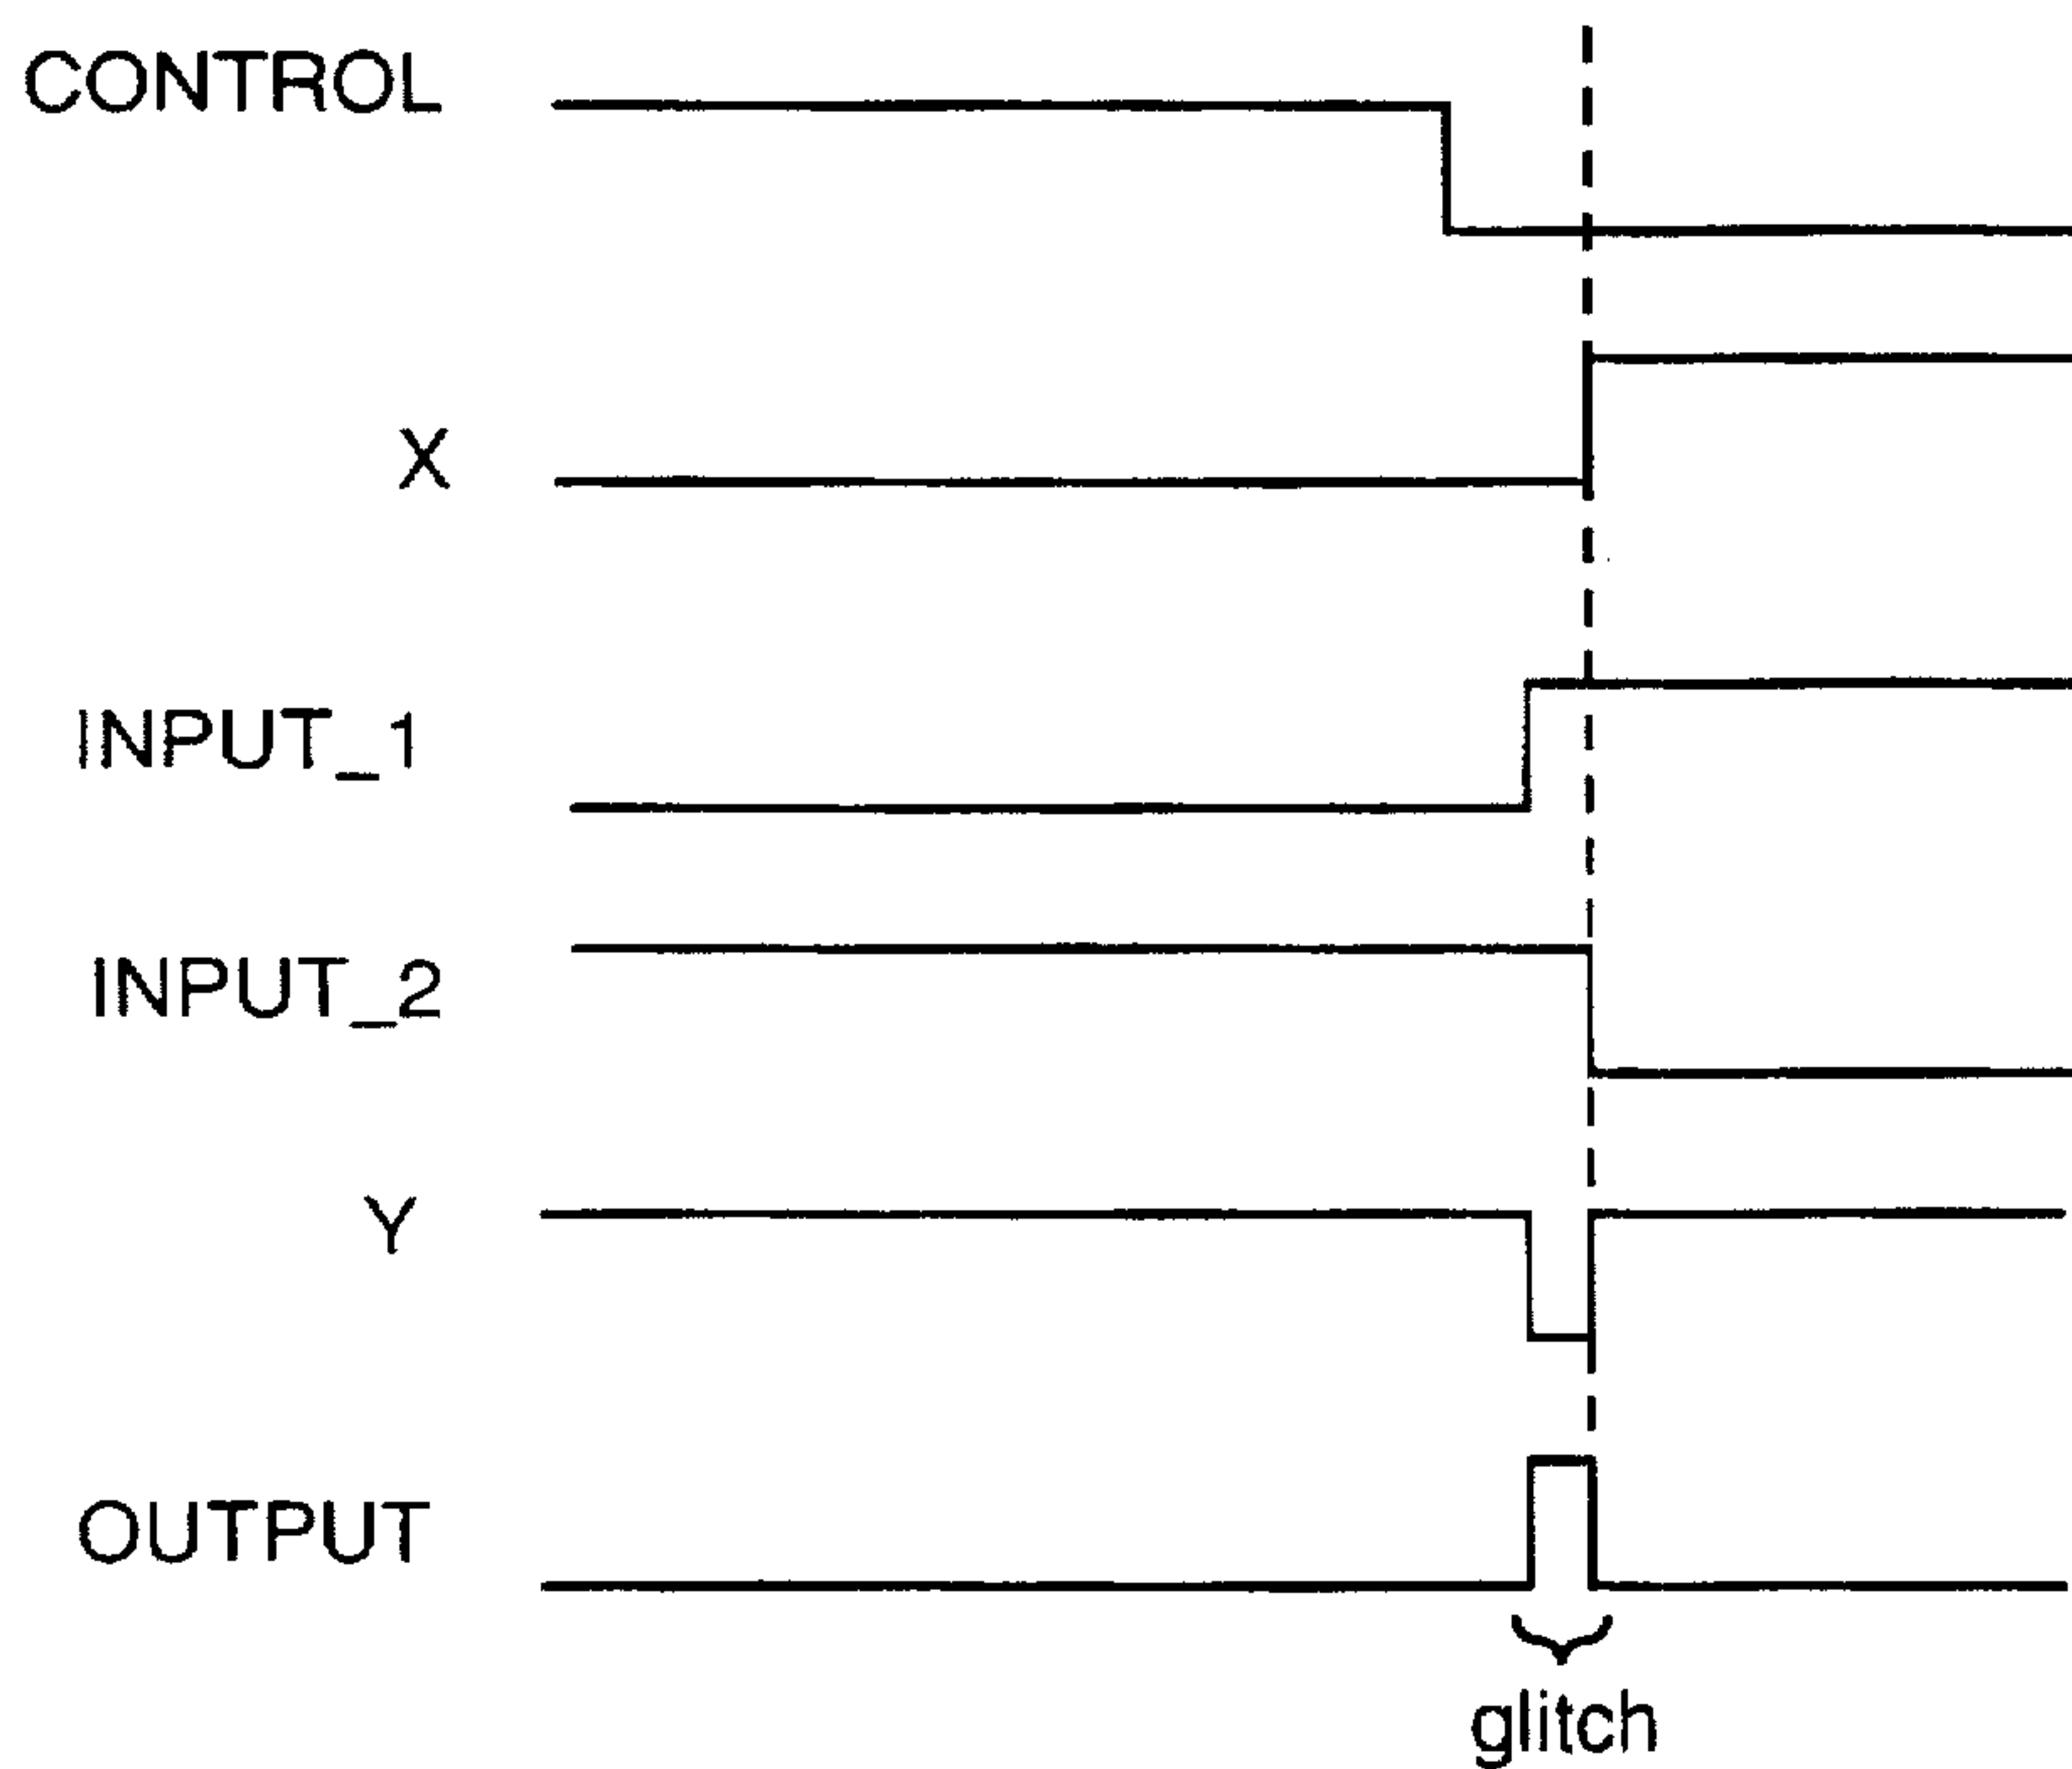 CONTROL
X
INPUT_1
INPUT_2
Y
OUTPUT
glitch